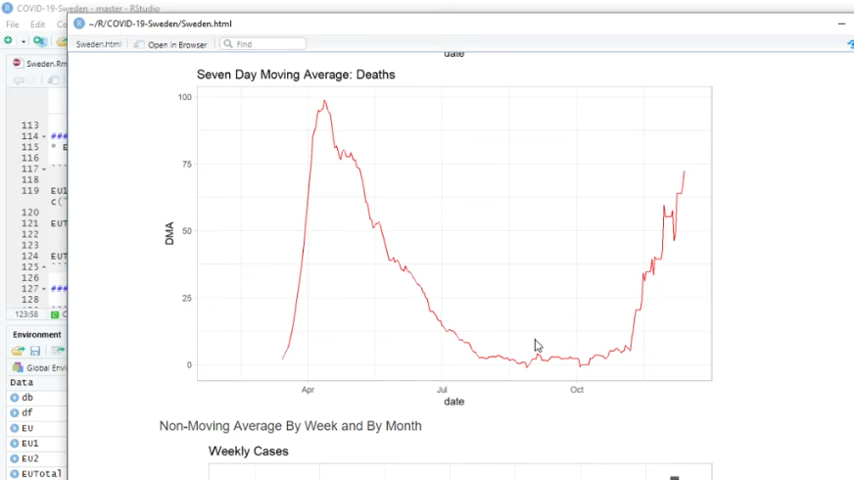 COVID-19-Sweden - master - RStudio
File Edit
~/R/COVID-19-Sweden/Sweden.html
Sweden.html Open in Browser Find
Sweden.Rm
date
Seven Day Moving Average: Deaths
100
75
50
25
0
DMA
Apr Jul Oct
date
Non-Moving Average By Week and By Month
Weekly Cases
113
114 ##
115 * E
116
117 ```
118
119 EU1
c("
120
121 EUT
122
123
124 EUT
125 ```
126
127 ##
128
123:58
Environment
Global Envi
Data
db
df
EU
EU1
EU2
EUTotal